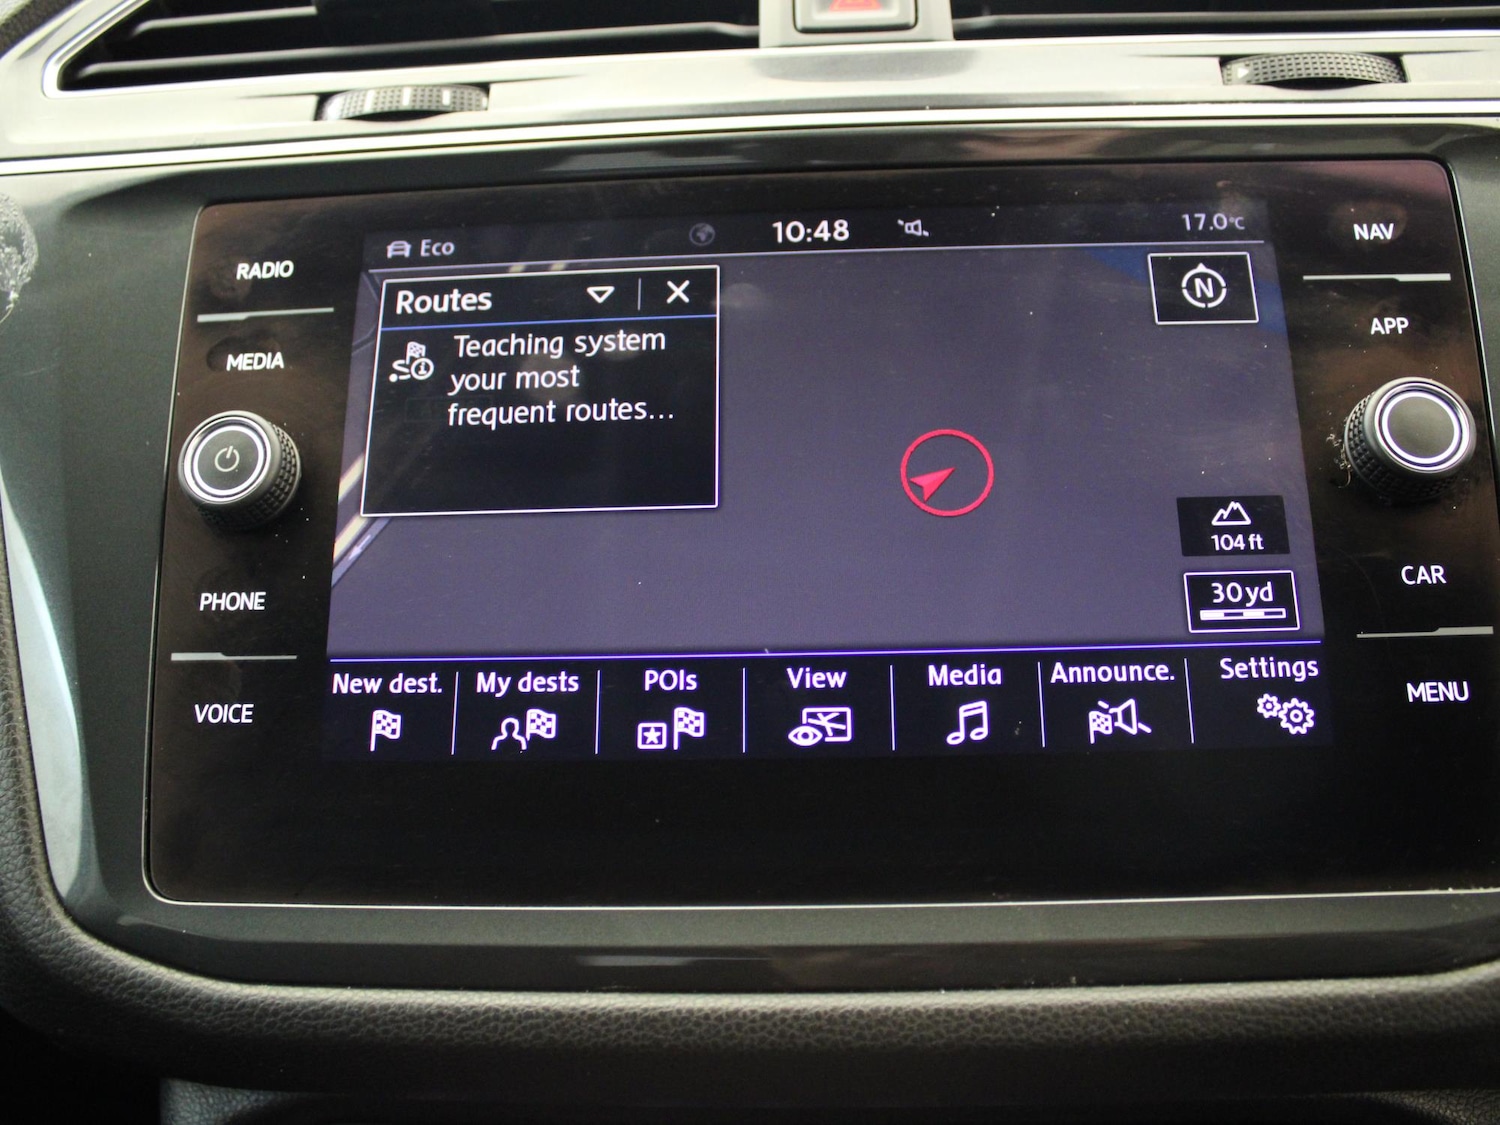 Eco 10:48 17.0°C
RADIO
MEDIA
PHONE
VOICE
Routes
Teaching system
your most
frequent routes...
N
104 ft
30 yd
New dest. My dests POIs View Media Announce. Settings
NAV
APP
CAR
MENU